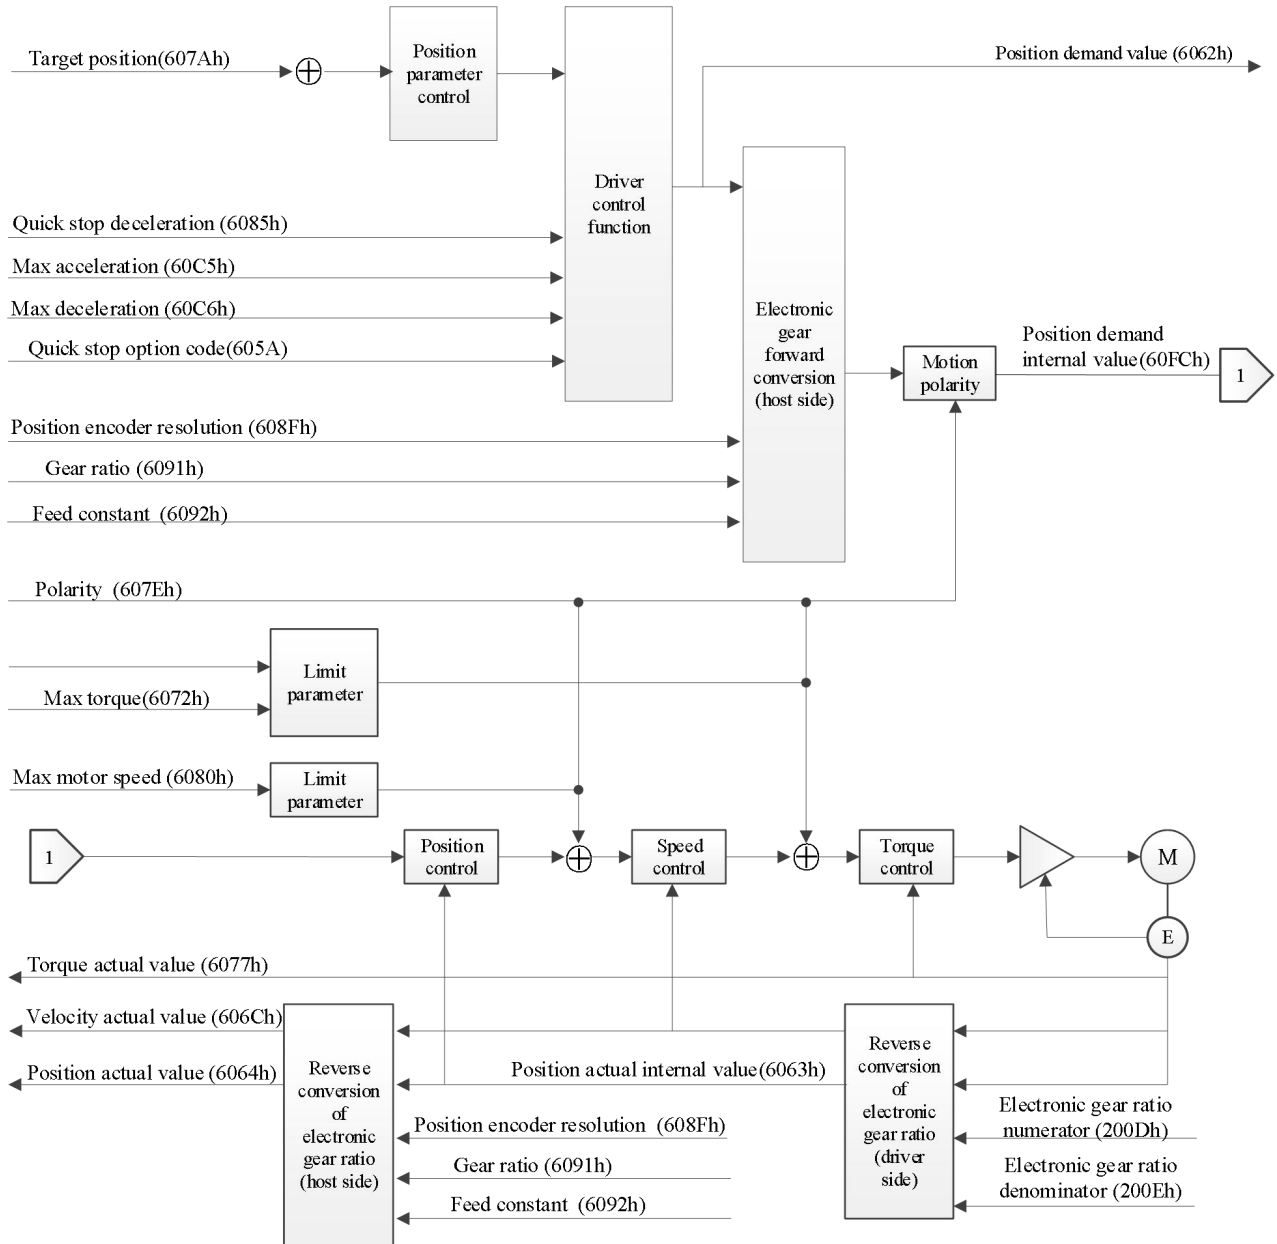 Target position(607Ah)
Position
parameter
control
Position demand value (6062h)
Driver
control
function
Quick stop deceleration (6085h)
Max acceleration (60C5h)
Max deceleration (60C6h)
Quick stop option code(605A)
Electronic
gear
forward
conversion
(host side)
Motion
polarity
Position demand
internal value(60FCh)
1
Position encoder resolution (608Fh)
Gear ratio (6091h)
Feed constant (6092h)
Polarity (607Eh)
Limit
parameter
Max torque(6072h)
Max motor speed (6080h)
Limit
parameter
1
Position
control
Speed
control
Torque
control
M
E
Torque actual value (6077h)
Velocity actual value (606Ch)
Position actual value (6064h)
Reverse
conversion
of
electronic
gear ratio
(host side)
Position actual internal value(6063h)
Position encoder resolution (608Fh)
Gear ratio (6091h)
Feed constant (6092h)
Reverse
conversion
of
electronic
gear ratio
(driver
side)
Electronic gear ratio
numerator (200Dh)
Electronic gear ratio
denominator (200Eh)